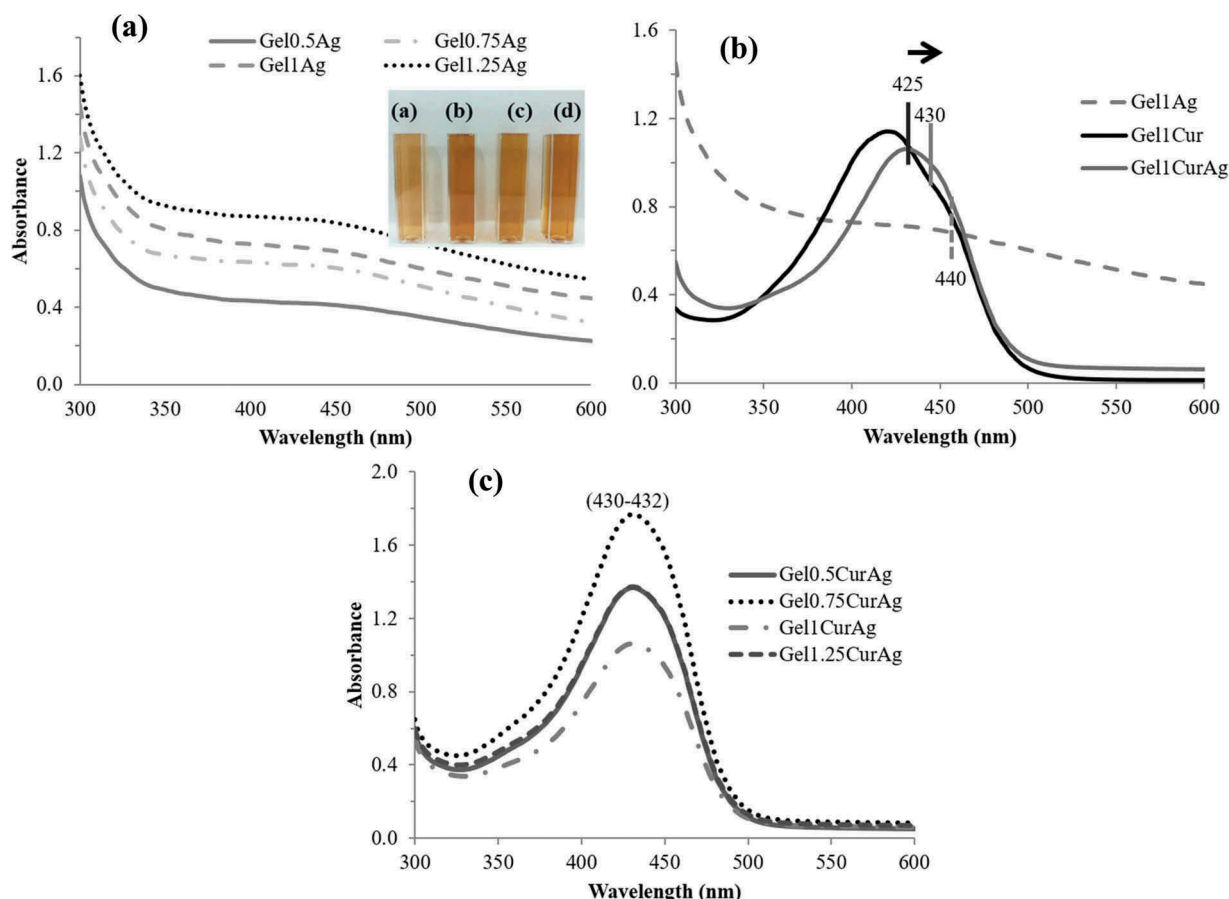 (a)
Gel0.5Ag
Gel0.75Ag
Gel1Ag
Gel1.25Ag
(a) (b) (c) (d)
Absorbance
1.6
1.2
0.8
0.4
0.0
300 350 400 450 500 550 600
Wavelength (nm)
(b)
1.6
1.2
0.8
0.4
0.0
425
430
440
Gel1Ag
Gel1Cur
Gel1CurAg
300 350 400 450 500 550 600
Wavelength (nm)
(c)
(430-432)
Absorbance
2.0
1.6
1.2
0.8
0.4
0.0
Gel0.5CurAg
Gel0.75CurAg
Gel1CurAg
Gel1.25CurAg
300 350 400 450 500 550 600
Wavelength (nm)